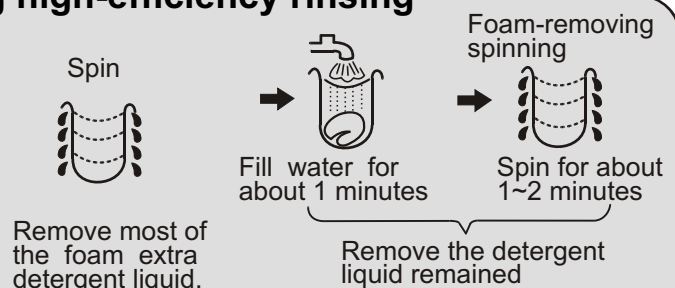 high-efficiency rinsing
Spin
Foam-removing
spinning
Fill water for
about 1 minutes
Spin for about
1~2 minutes
Remove most of
the foam extra
detergent liquid.
Remove the detergent
liquid remained